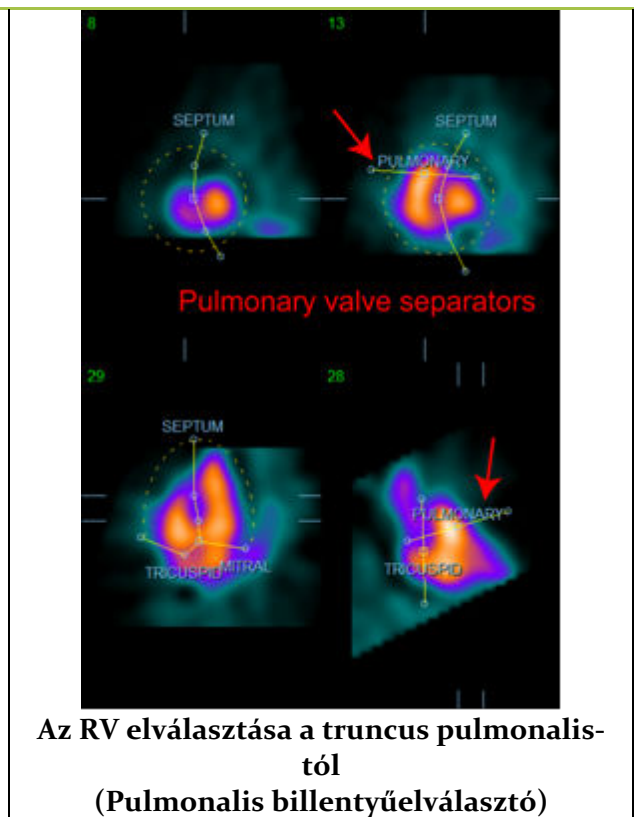 8
13
SEPTUM
SEPTUM
PULMONARY
Pulmonary valve separators
29
28
SEPTUM
PULMONARY
TRICUSPID
MITRAL
TRICUSPID
Az RV elválasztása a truncus pulmonalis-
tól
(Pulmonalis billentyűelválasztó)